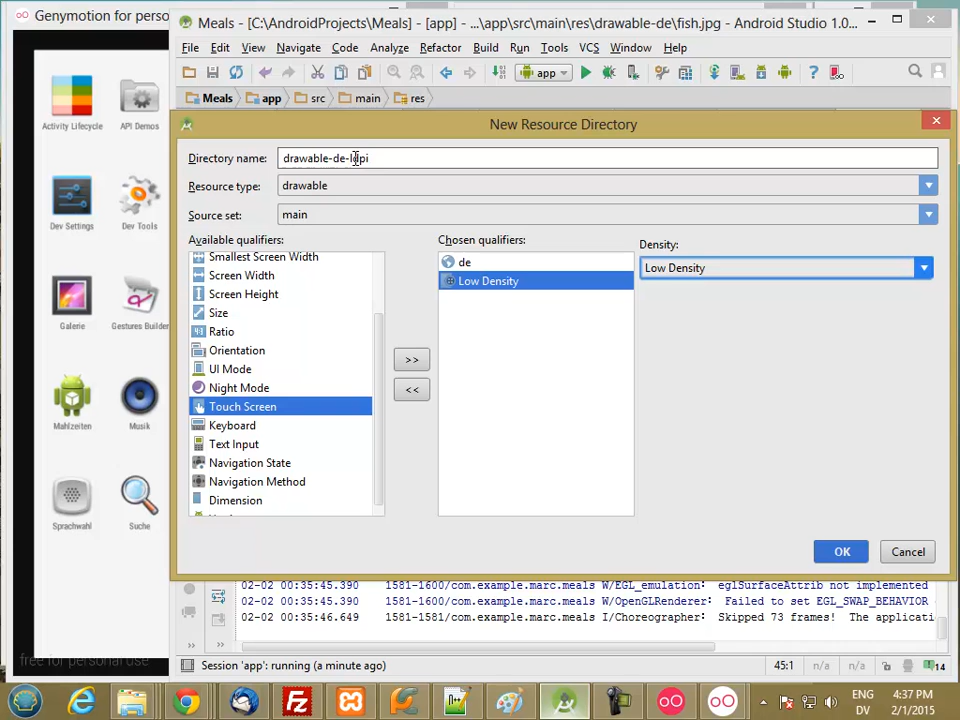 Genymotion for perso
Meals - [C:\AndroidProjects\Meals] - [app] - ...\app\src\main\res\drawable-de\fish.jpg - Android Studio 1.0...
File Edit View Navigate Code Analyze Refactor Build Run Tools VCS Window Help
app
Meals app src main res
New Resource Directory
Directory name: drawable-de-ldpi
Resource type: drawable
Source set: main
Available qualifiers:
Chosen qualifiers:
Density:
Smallest Screen Width
Screen Width
Screen Height
Size
Ratio
Orientation
UI Mode
Night Mode
Touch Screen
Keyboard
Text Input
Navigation State
Navigation Method
Dimension
>>
<<
de
Low Density
Low Density
OK Cancel
Activity Lifecycle API Demos
Dev Settings Dev Tools
Galerie Gestures Builder
Mahlzeiten Musik
Sprachwahl Suche
free for personal use
02-02 00:35:45.390 1581-1600/com.example.marc.meals W/EGL_emulation: eglSurfaceAttrib not implemented
02-02 00:35:45.390 1581-1600/com.example.marc.meals W/OpenGLRenderer: Failed to set EGL_SWAP_BEHAVIOR
02-02 00:35:46.649 1581-1581/com.example.marc.meals I/Choreographer: Skipped 73 frames! The applicati
Session 'app': running (a minute ago) 45:1 n/a n/a 14
ENG 4:37 PM
DV 2/1/2015